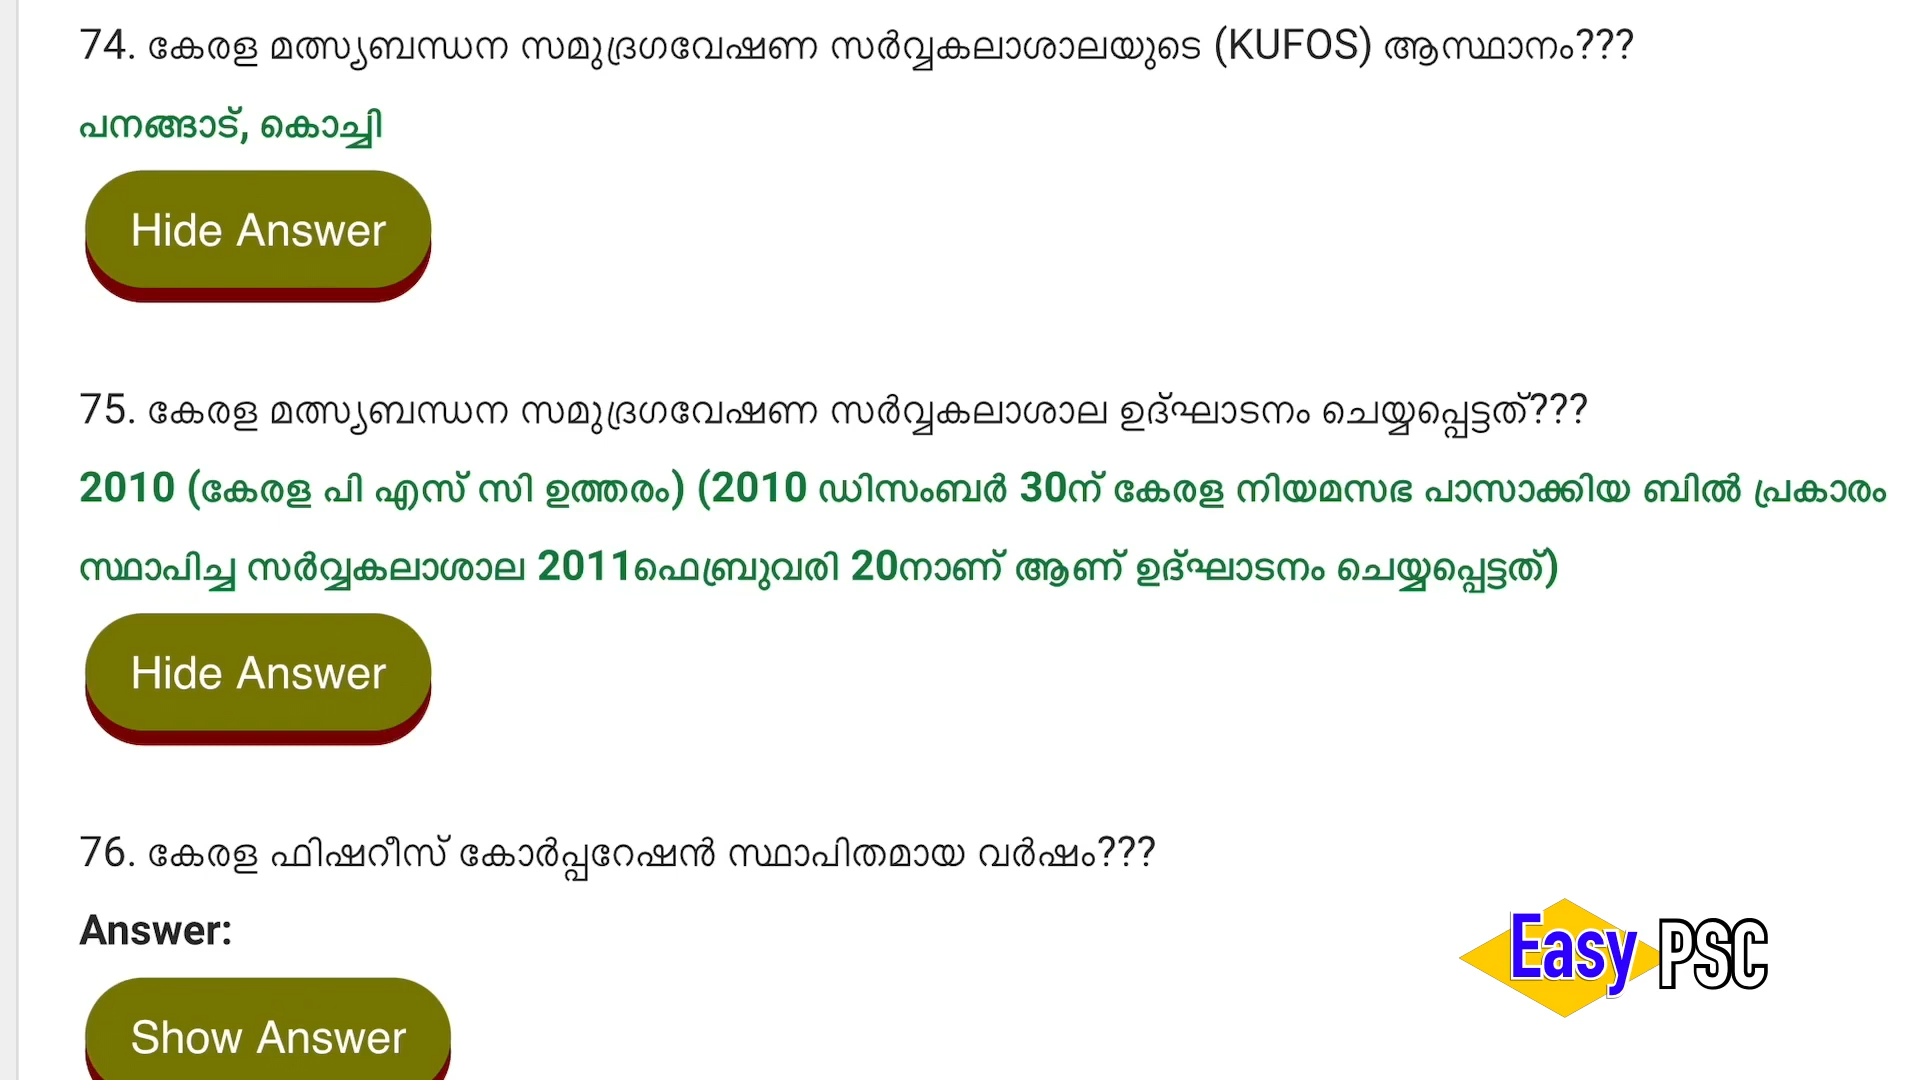 74. കേരള മത്സ്യബന്ധന സമുദ്രഗവേഷണ സർവ്വകലാശാലയുടെ (KUFOS) ആസ്ഥാനം???
പനങ്ങാട്, കൊച്ചി
Hide Answer
75. കേരള മത്സ്യബന്ധന സമുദ്രഗവേഷണ സർവ്വകലാശാല ഉദ്ഘാടനം ചെയ്യപ്പെട്ടത്???
2010 (കേരള പി എസ് സി ഉത്തരം) (2010 ഡിസംബർ 30ന് കേരള നിയമസഭ പാസാക്കിയ ബിൽ പ്രകാരം
സ്ഥാപിച്ച സർവ്വകലാശാല 2011ഫെബ്രുവരി 20നാണ് ആണ് ഉദ്ഘാടനം ചെയ്യപ്പെട്ടത്)
Hide Answer
76. കേരള ഫിഷറീസ് കോർപ്പറേഷൻ സ്ഥാപിതമായ വർഷം???
Answer:
Easy PSC
Show Answer